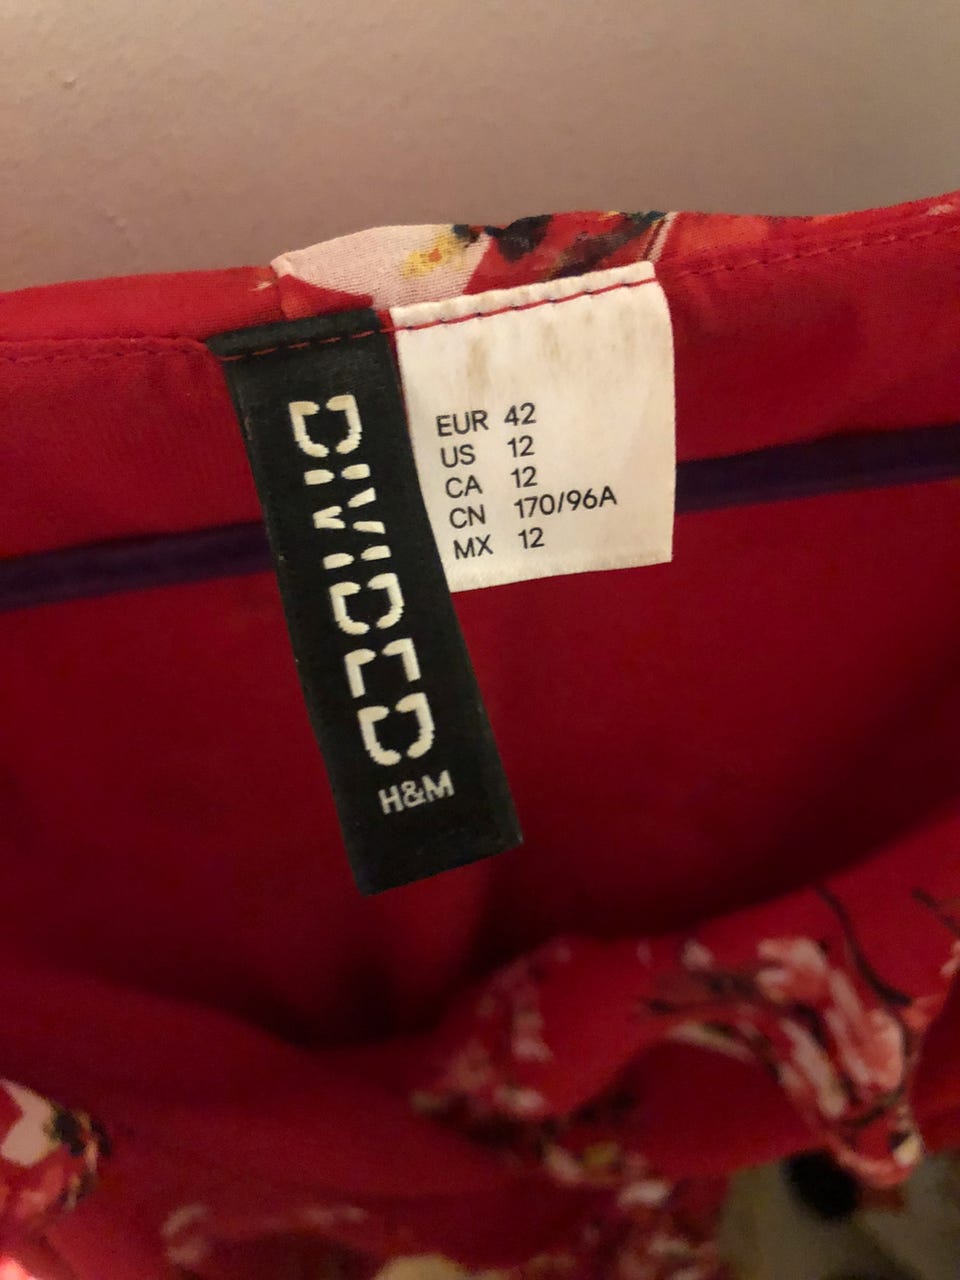 DIVIDED
H&M
EUR 42
US 12
CA 12
CN 170/96A
MX 12